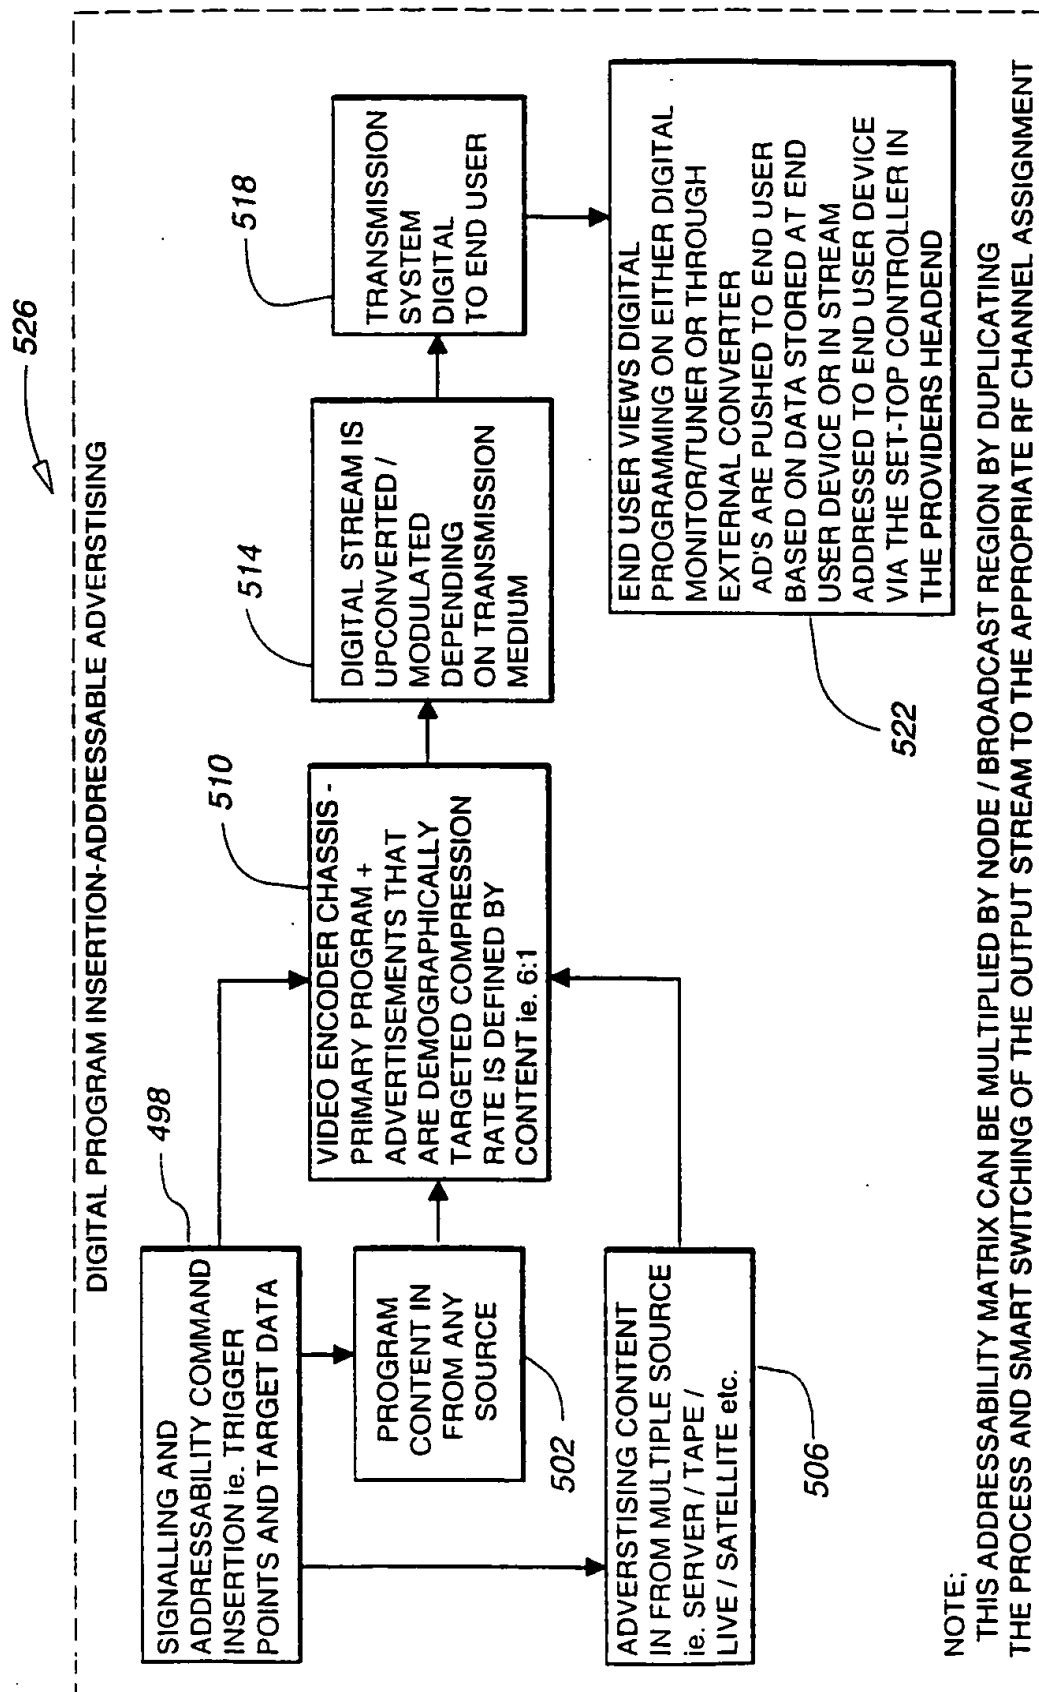 526
DIGITAL PROGRAM INSERTION-ADDRESSABLE ADVERSTISING
498
SIGNALLING AND
ADDRESSABILITY COMMAND
INSERTION ie. TRIGGER
POINTS AND TARGET DATA
PROGRAM
CONTENT IN
FROM ANY
SOURCE
502
ADVERSTISING CONTENT
IN FROM MULTIPLE SOURCE
ie. SERVER / TAPE /
LIVE / SATELLITE etc.
506
510
VIDEO ENCODER CHASSIS -
PRIMARY PROGRAM +
ADVERTISEMENTS THAT
ARE DEMOGRAPHICALLY
TARGETED COMPRESSION
RATE IS DEFINED BY
CONTENT ie. 6:1
514
DIGITAL STREAM IS
UPCONVERTED /
MODULATED
DEPENDING
ON TRANSMISSION
MEDIUM
518
TRANSMISSION
SYSTEM
DIGITAL
TO END USER
END USER VIEWS DIGITAL
PROGRAMMING ON EITHER DIGITAL
MONITOR/TUNER OR THROUGH
EXTERNAL CONVERTER
AD'S ARE PUSHED TO END USER
BASED ON DATA STORED AT END
USER DEVICE OR IN STREAM
ADDRESSED TO END USER DEVICE
VIA THE SET-TOP CONTROLLER IN
THE PROVIDERS HEADEND
522
NOTE;
THIS ADDRESSABILITY MATRIX CAN BE MULTIPLIED BY NODE / BROADCAST REGION BY DUPLICATING
THE PROCESS AND SMART SWITCHING OF THE OUTPUT STREAM TO THE APPROPRIATE RF CHANNEL ASSIGNMENT